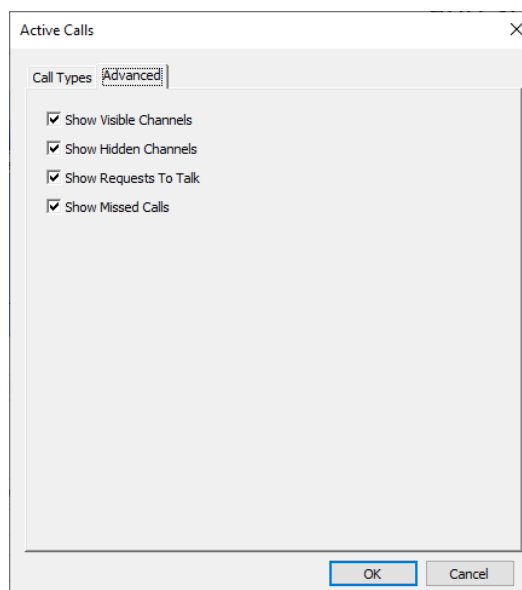 Active Calls
Call Types Advanced
Show Visible Channels
Show Hidden Channels
Show Requests To Talk
Show Missed Calls
OK Cancel